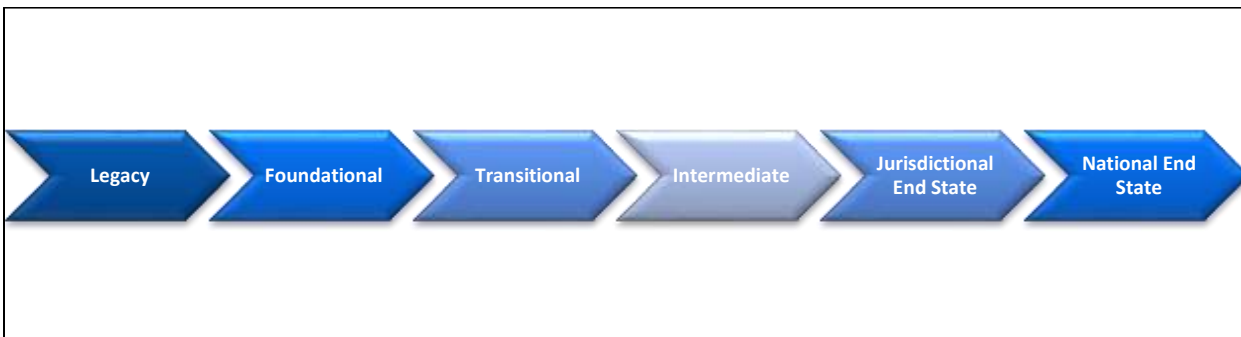 Legacy
Foundational
Transitional
Intermediate
Jurisdictional
End State
National End
State